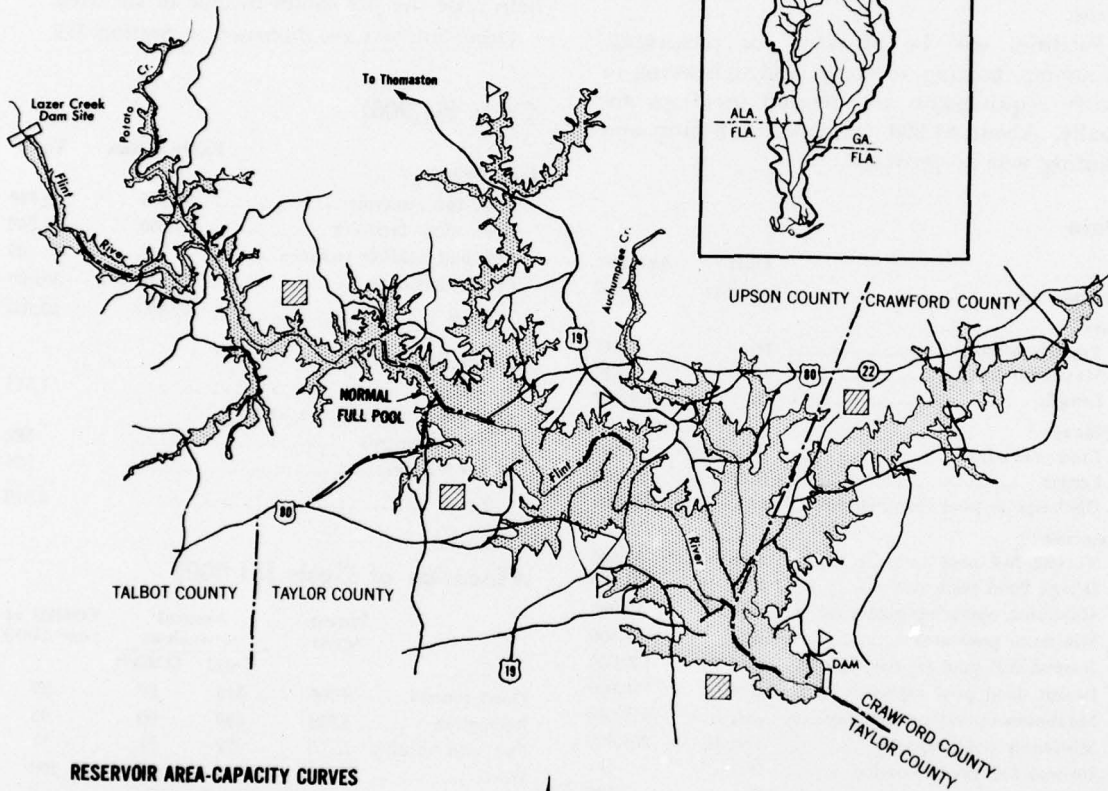 ALA.
FLA.
GA.
FLA.
To Thomaston
Potato C.
Lazer Creek
Dam Site
Flint
River
Auchumpkee Cr.
UPSON COUNTY
CRAWFORD COUNTY
19
80
22
NORMAL
FULL POOL
Flint
River
80
TALBOT COUNTY
TAYLOR COUNTY
19
DAM
CRAWFORD COUNTY
TAYLOR COUNTY
RESERVOIR AREA-CAPACITY CURVES